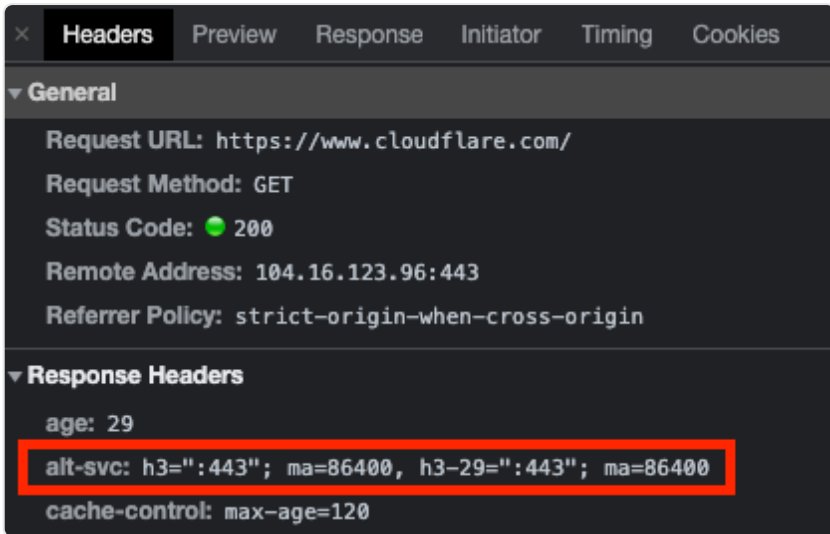 × Headers Preview Response Initiator Timing Cookies
▾ General
Request URL: https://www.cloudflare.com/
Request Method: GET
Status Code: 200
Remote Address: 104.16.123.96:443
Referrer Policy: strict-origin-when-cross-origin
▾ Response Headers
age: 29
alt-svc: h3=":443"; ma=86400, h3-29=":443"; ma=86400
cache-control: max-age=120